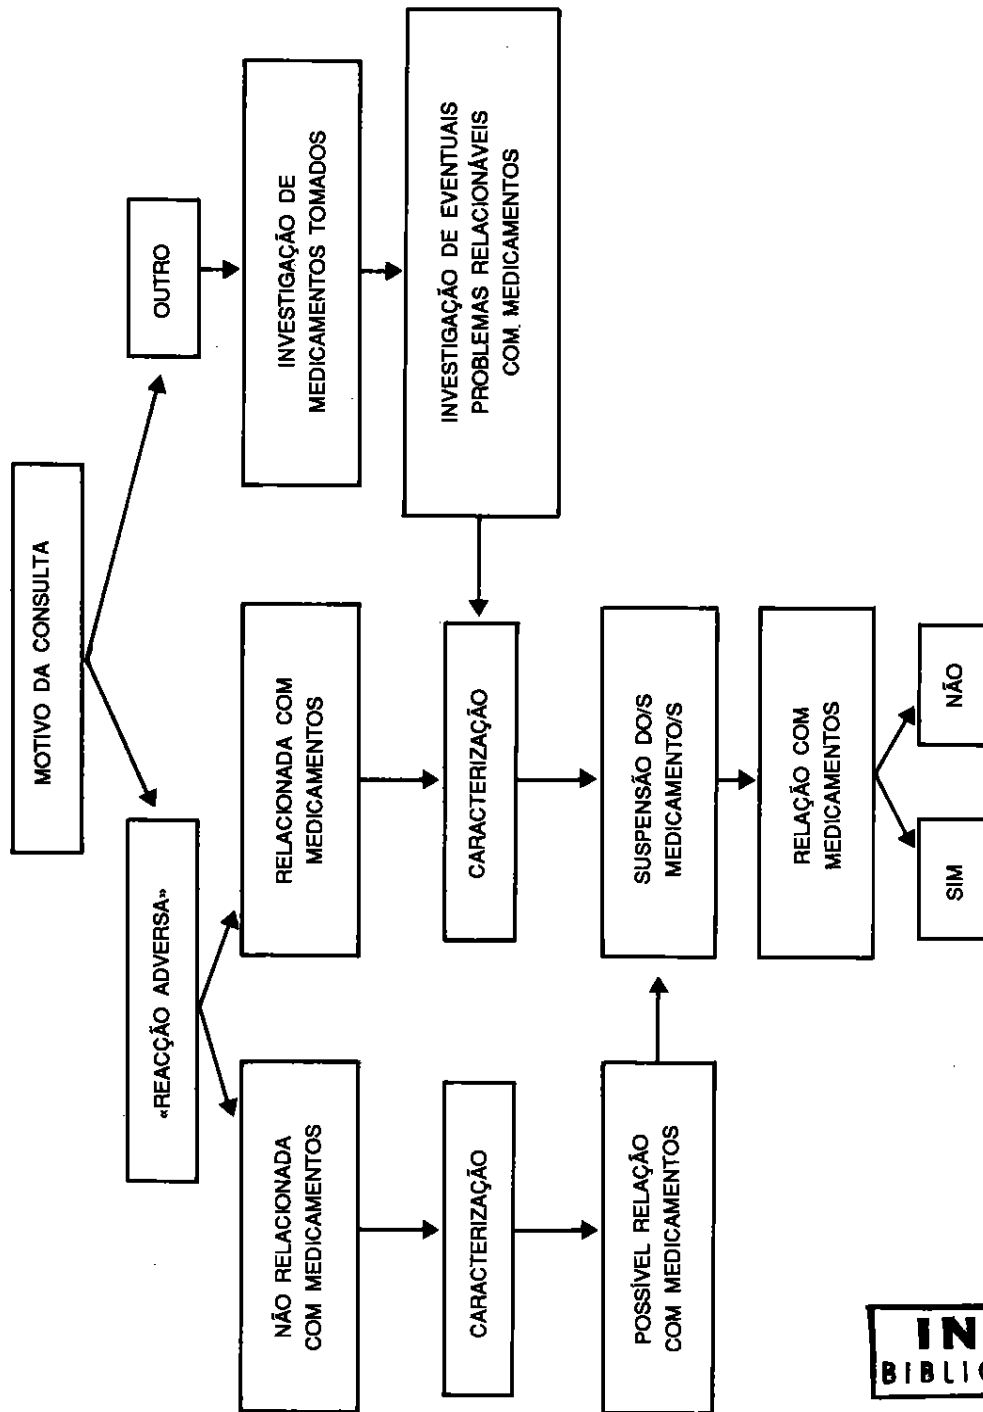 MOTIVO DA CONSULTA
«REACÇÃO ADVERSA»
OUTRO
NÃO RELACIONADA
COM MEDICAMENTOS
RELACIONADA COM
MEDICAMENTOS
INVESTIGAÇÃO DE
MEDICAMENTOS TOMADOS
CARACTERIZAÇÃO
CARACTERIZAÇÃO
INVESTIGAÇÃO DE EVENTUAIS
PROBLEMAS RELACIONÁVEIS
COM. MEDICAMENTOS
POSSÍVEL RELAÇÃO
COM MEDICAMENTOS
SUSPENSÃO DO/S
MEDICAMENTO/S
RELAÇÃO COM
MEDICAMENTOS
SIM
NÃO